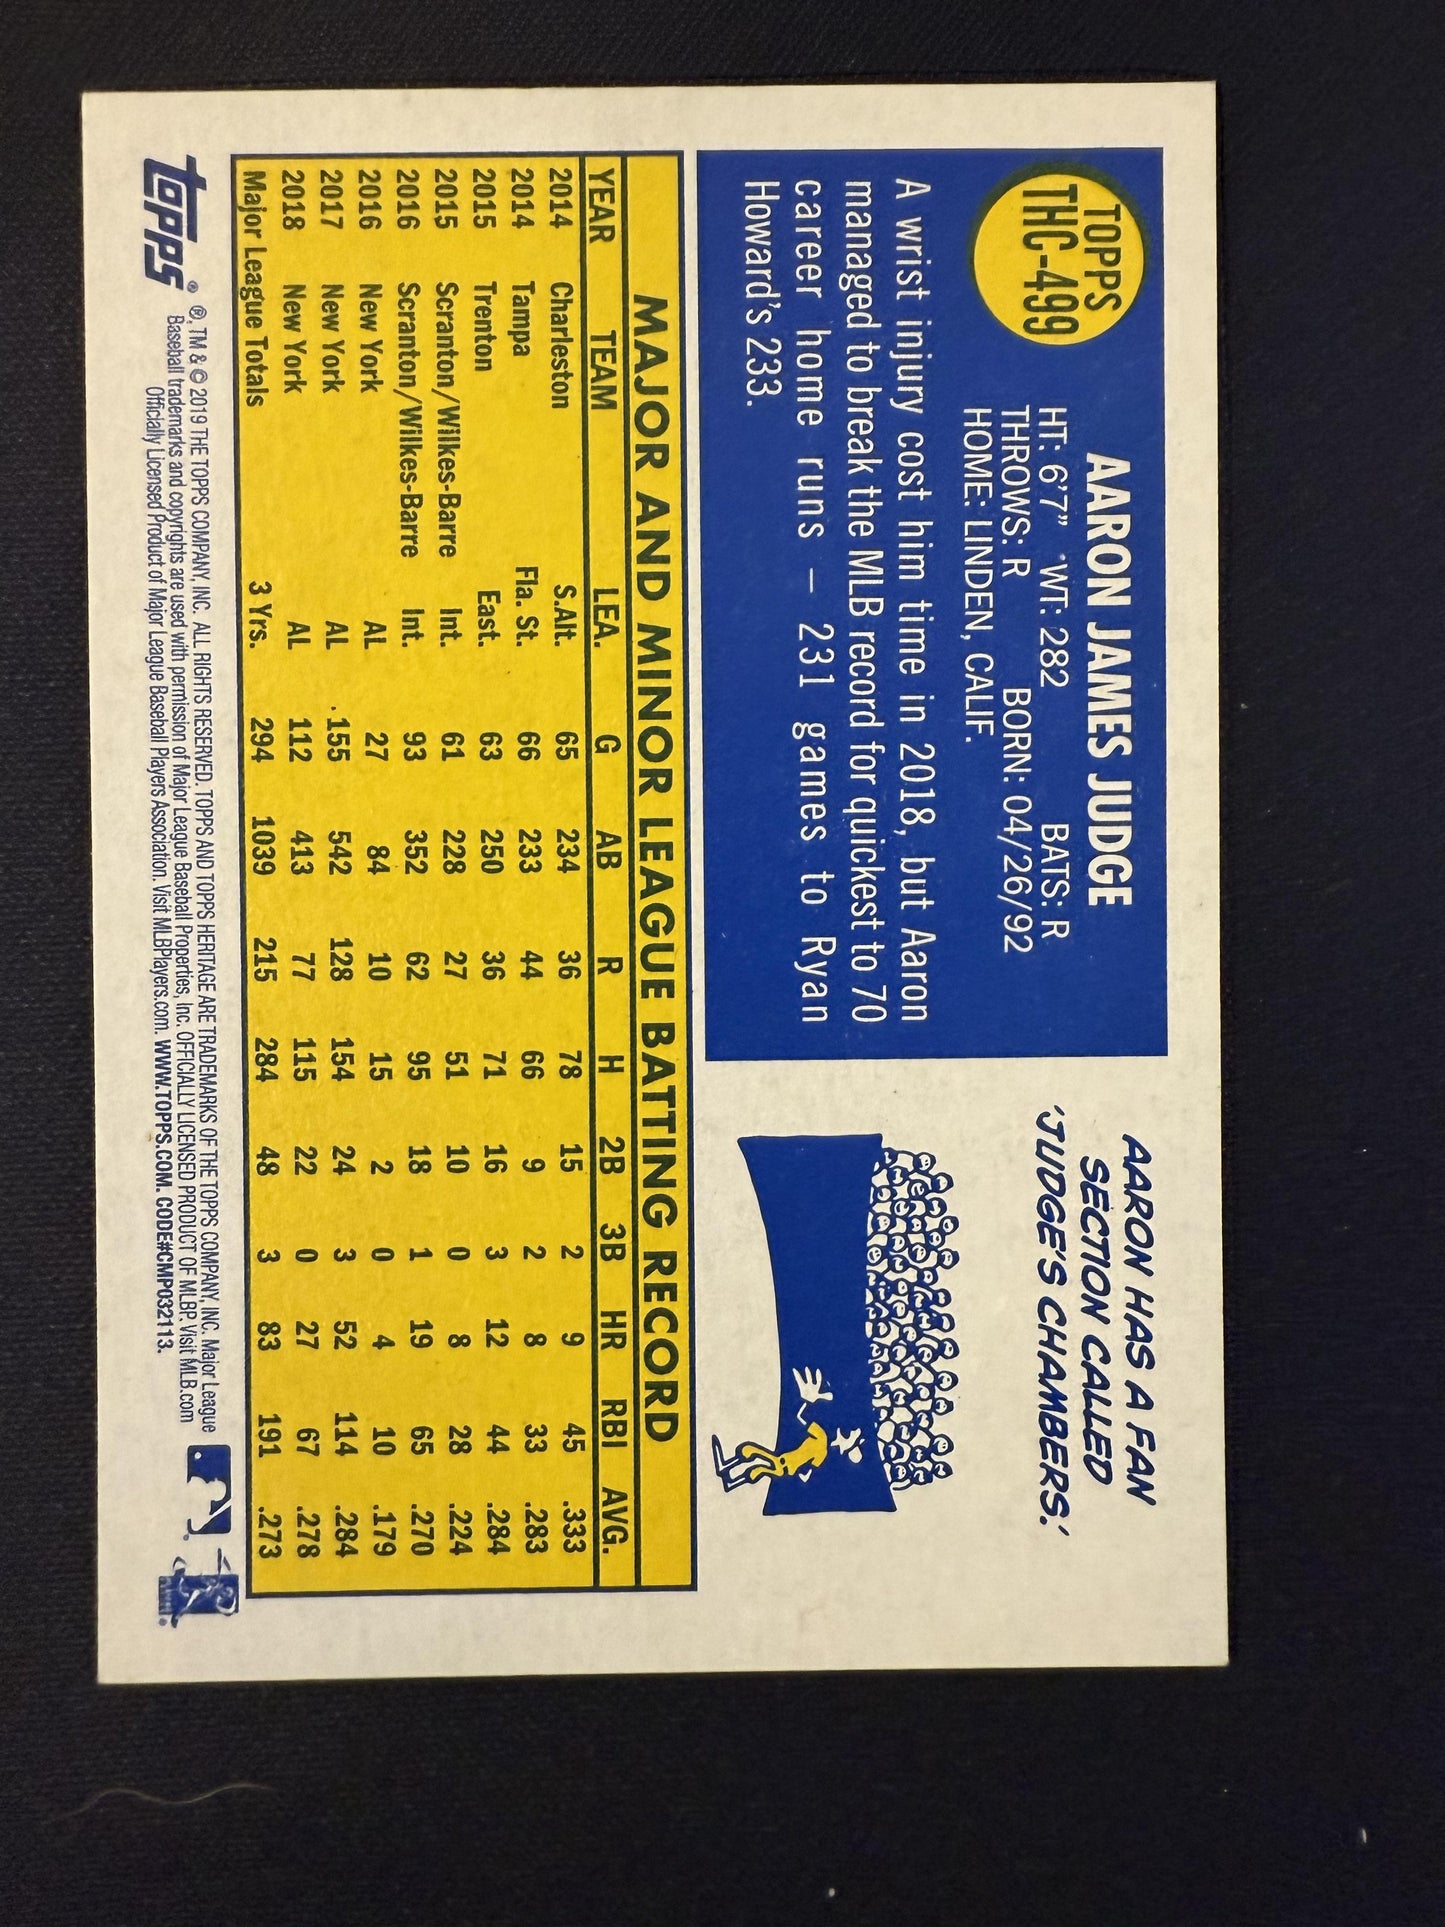 TOPPS
THC-499
AARON JAMES JUDGE
HT: 6'7" WT: 282 BATS: R
THROWS: R BORN: 04/26/92
HOME: LINDEN, CALIF.
A wrist injury cost him time in 2018, but Aaron
managed to break the MLB record for quickest to 70
career home runs – 231 games to Ryan
Howard's 233.
AARON HAS A FAN
SECTION CALLED
'JUDGE'S CHAMBERS.'
MAJOR AND MINOR LEAGUE BATTING RECORD
YEAR TEAM LEA. G AB R H 2B 3B HR RBI AVG.
2014 Charleston S.Alt. 65 234 36 78 15 2 9 45 .333
2014 Tampa Fla. St. 66 233 44 66 9 2 8 33 .283
2015 Trenton East. 63 250 36 71 16 3 12 44 .284
2015 Scranton/Wilkes-Barre Int. 61 228 27 51 10 0 8 28 .224
2016 Scranton/Wilkes-Barre Int. 93 352 62 95 18 1 19 65 .270
2016 New York AL 27 84 10 15 2 0 4 10 .179
2017 New York AL 155 542 128 154 24 3 52 114 .284
2018 New York AL 112 413 77 115 22 0 27 67 .278
Major League Totals 3 Yrs. 294 1039 215 284 48 3 83 191 .273
topps®
®, TM & © 2019 THE TOPPS COMPANY, INC. ALL RIGHTS RESERVED. TOPPS AND TOPPS HERITAGE ARE TRADEMARKS OF THE TOPPS COMPANY, INC. Major League
Baseball trademarks and copyrights are used with permission of Major League Baseball Properties, Inc. OFFICIALLY LICENSED PRODUCT OF MLBP. Visit MLB.com
Officially Licensed Product of Major League Baseball Players Association. Visit MLBPlayers.com. WWW.TOPPS.COM. CODE#CMP032113.